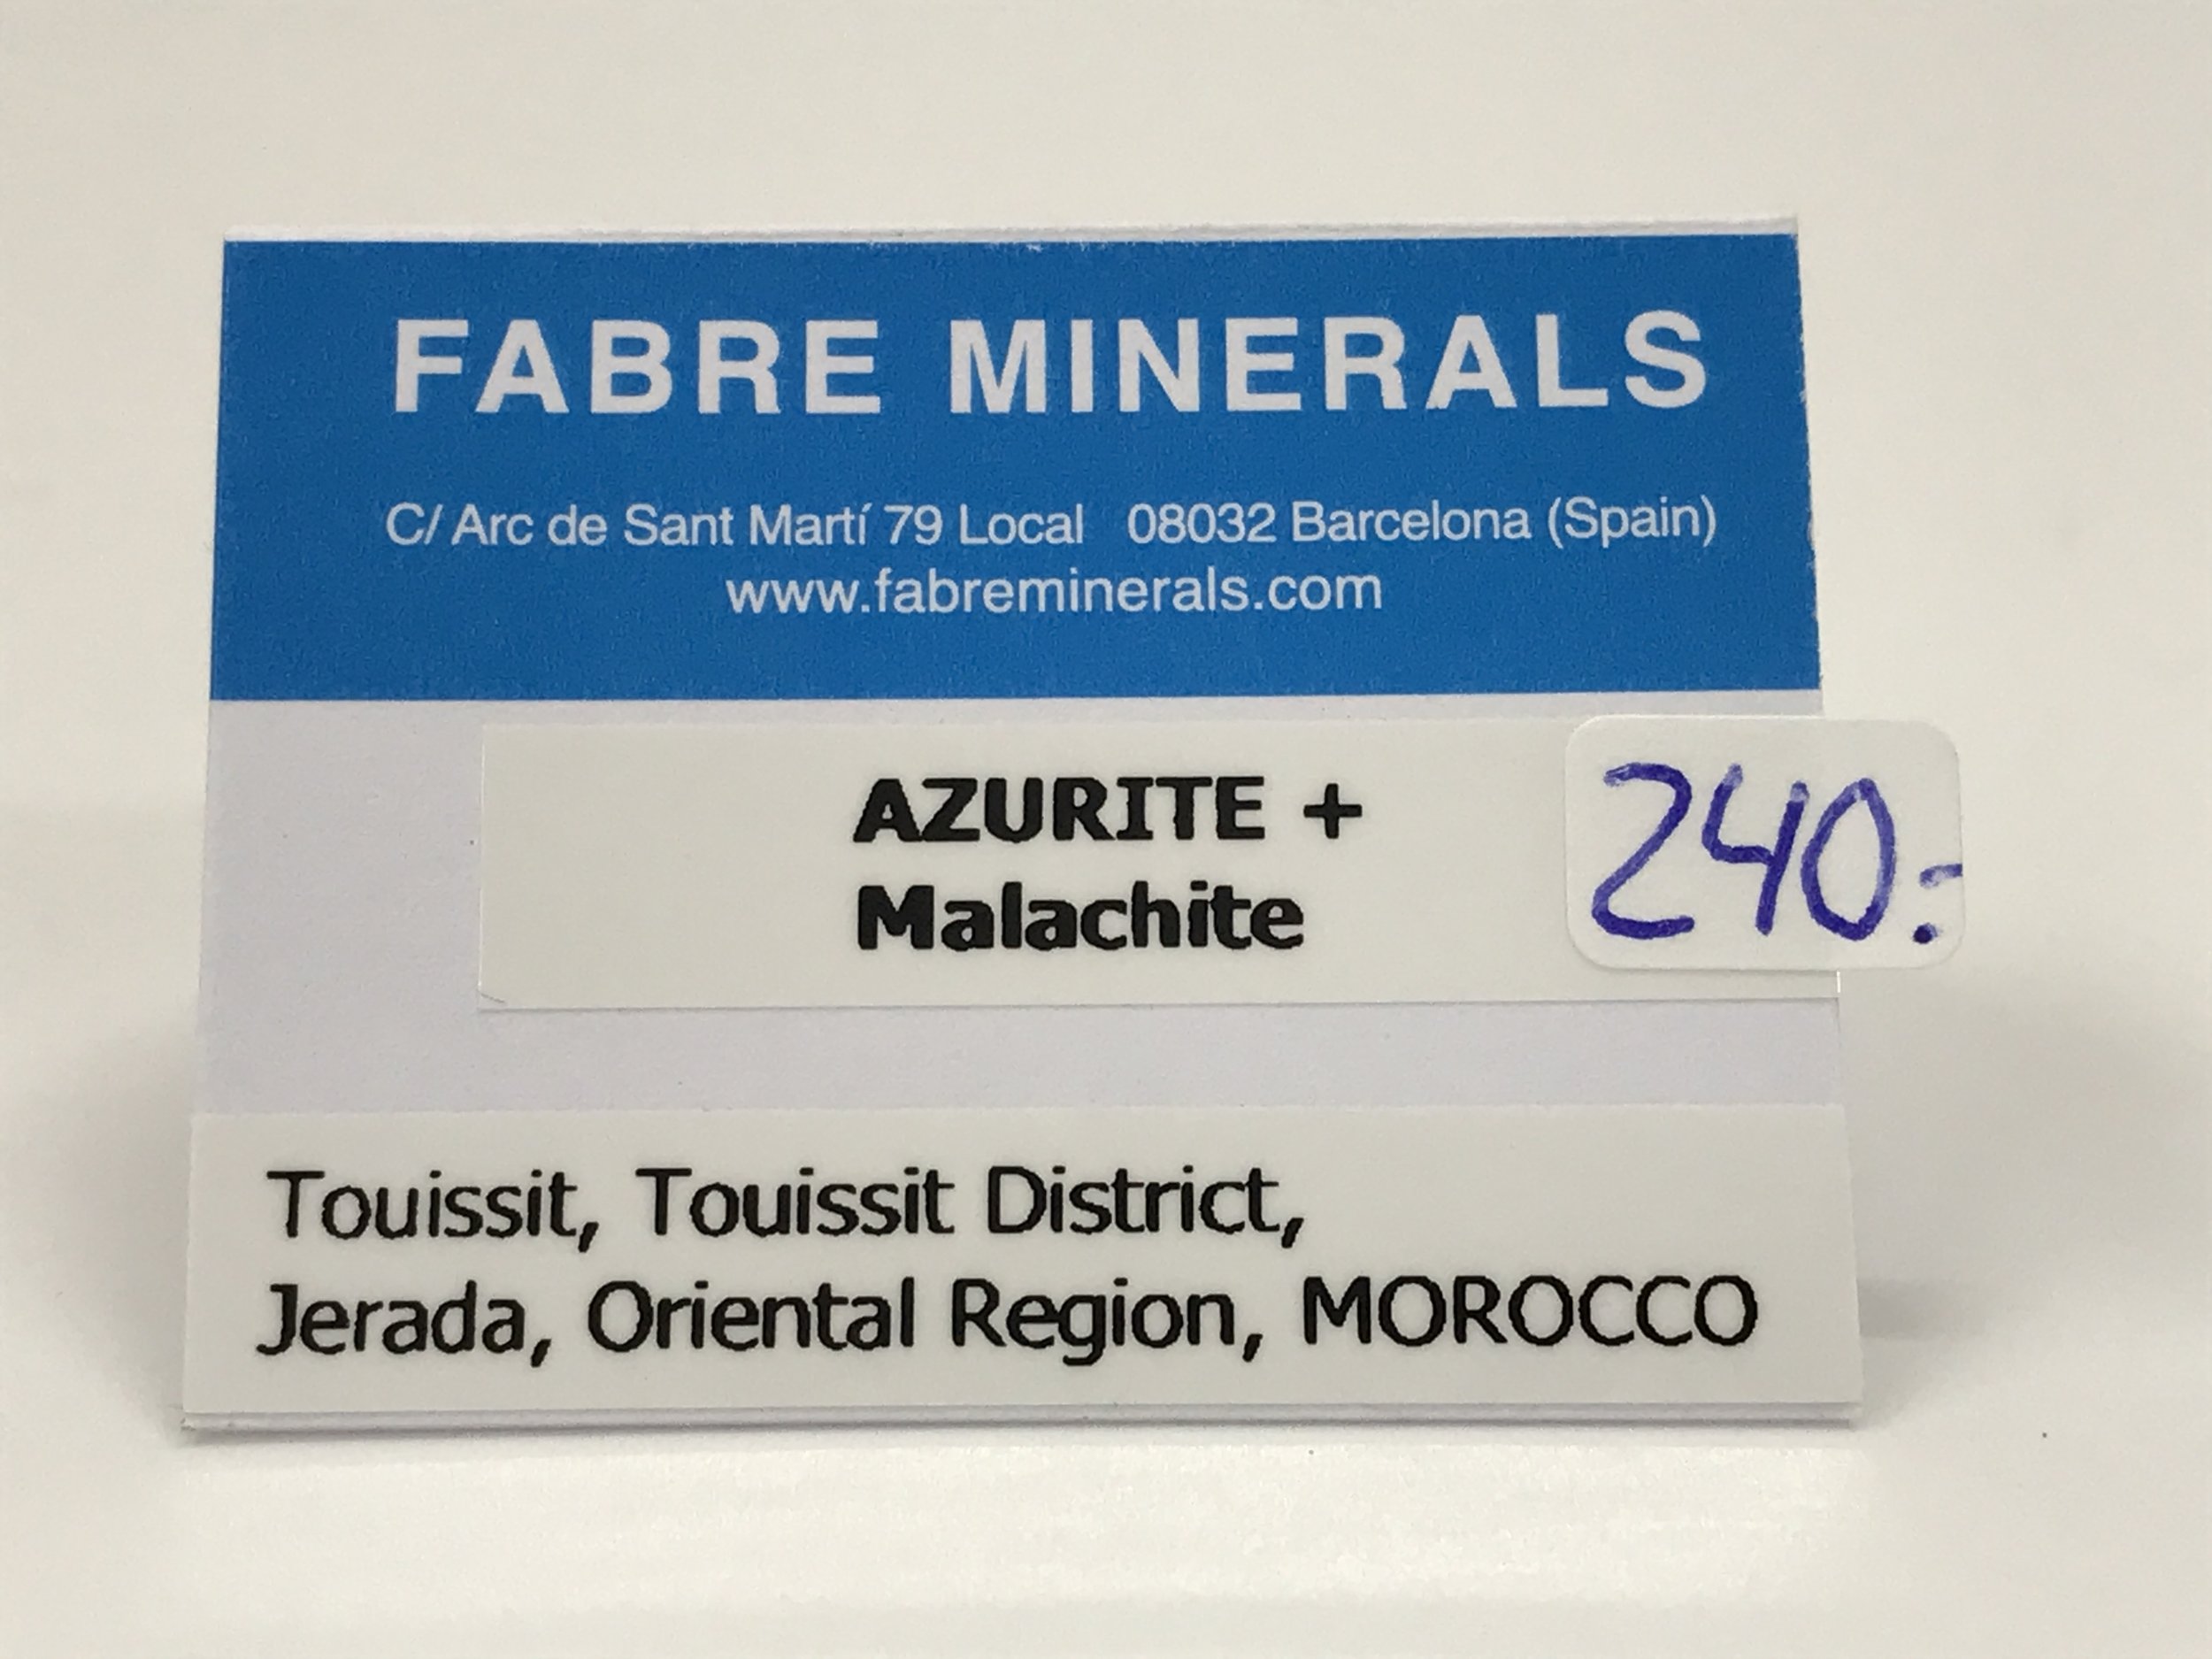 FABRE MINERALS
C/ Arc de Sant Martí 79 Local 08032 Barcelona (Spain)
www.fabreminerals.com
AZURITE +
Malachite
240.-
Touissit, Touissit District,
Jerada, Oriental Region, MOROCCO